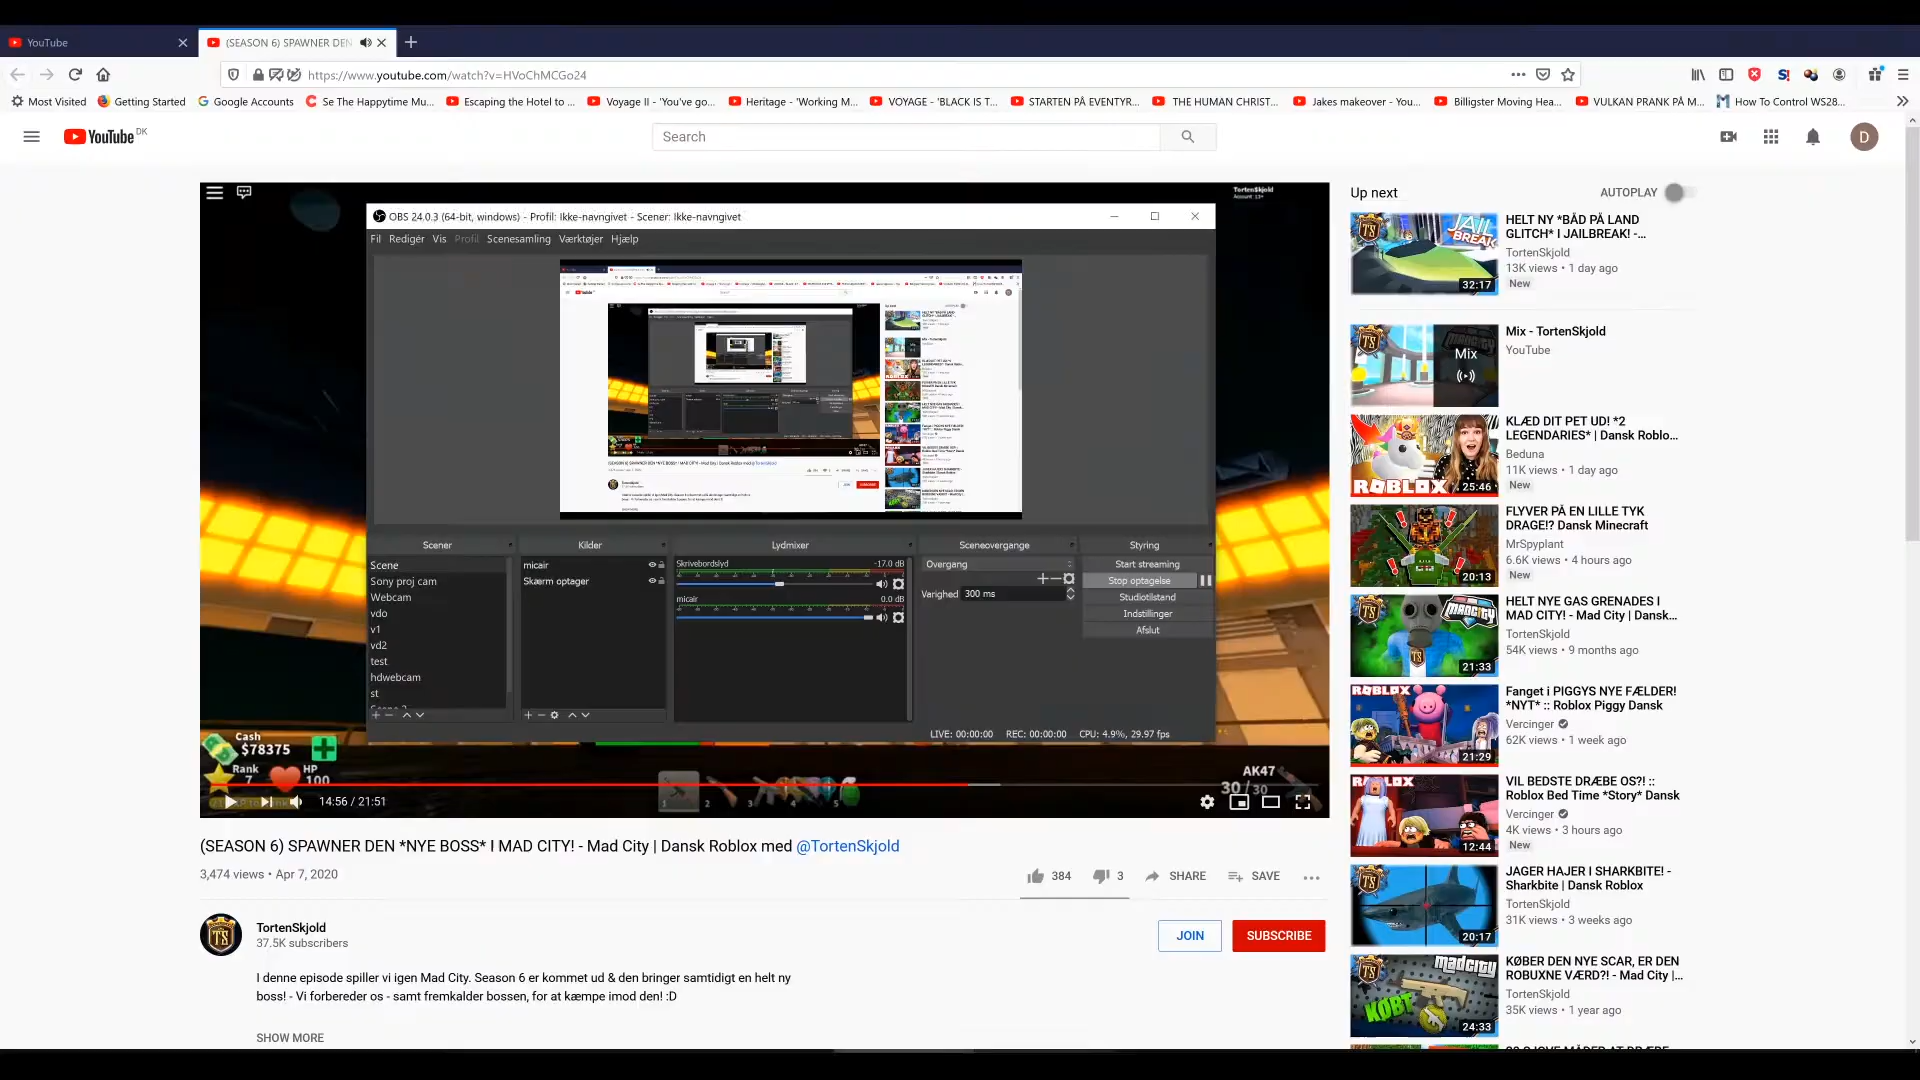 YouTube
(SEASON 6) SPAWNER DEN
https://www.youtube.com/watch?v=HVoChMCGo24
Most Visited
Getting Started
Google Accounts
Se The Happytime Mu...
Escaping the Hotel to ...
Voyage II - 'You've go...
Heritage - 'Working M...
VOYAGE - 'BLACK IS T...
STARTEN PÅ EVENTYR...
THE HUMAN CHRIST...
Jakes makeover - You...
Billigster Moving Hea...
VULKAN PRANK PÅ M...
How To Control WS28...
YouTube DK
Search
D
TortenSkjold
Account: 13+
OBS 24.0.3 (64-bit, windows) - Profil: Ikke-navngivet - Scener: Ikke-navngivet
Fil Redigér Vis Profil Scenesamling Værktøjer Hjælp
Scener
Scene
Sony proj cam
Webcam
vdo
v1
vd2
test
hdwebcam
st
Kilder
micair
Skærm optager
Lydmixer
Skrivebordslyd -17.0 dB
micair 0.0 dB
Sceneovergange
Overgang
Varighed 300 ms
Styring
Start streaming
Stop optagelse
Studiotilstand
Indstillinger
Afslut
LIVE: 00:00:00 REC: 00:00:00 CPU: 4.9%, 29.97 fps
Cash
$78375
Rank
7
HP
100
1 2 3 4 5
AK47
30 / 30
14:56 / 21:51
(SEASON 6) SPAWNER DEN *NYE BOSS* I MAD CITY! - Mad City | Dansk Roblox med @TortenSkjold
3,474 views • Apr 7, 2020
384
3
SHARE
SAVE
TortenSkjold
37.5K subscribers
JOIN
SUBSCRIBE
I denne episode spiller vi igen Mad City. Season 6 er kommet ud & den bringer samtidigt en helt ny
boss! - Vi forbereder os - samt fremkalder bossen, for at kæmpe imod den! :D
SHOW MORE
Up next
AUTOPLAY
JAIL
BREAK
32:17
HELT NY *BÅD PÅ LAND
GLITCH* I JAILBREAK! -...
TortenSkjold
13K views • 1 day ago
New
Mix
Mix - TortenSkjold
YouTube
ROBLOX
25:46
KLÆD DIT PET UD! *2
LEGENDARIES* | Dansk Roblo...
Beduna
11K views • 1 day ago
New
20:13
FLYVER PÅ EN LILLE TYK
DRAGE!? Dansk Minecraft
MrSpyplant
6.6K views • 4 hours ago
New
MADCITY
TS
21:33
HELT NYE GAS GRENADES I
MAD CITY! - Mad City | Dansk...
TortenSkjold
54K views • 9 months ago
ROBLOX
21:29
Fanget i PIGGYS NYE FÆLDER!
*NYT* :: Roblox Piggy Dansk
Vercinger
62K views • 1 week ago
ROBLOX
12:44
VIL BEDSTE DRÆBE OS?! ::
Roblox Bed Time *Story* Dansk
Vercinger
4K views • 3 hours ago
New
TS
20:17
JAGER HAJER I SHARKBITE! -
Sharkbite | Dansk Roblox
TortenSkjold
31K views • 3 weeks ago
TS
MADCITY
KØBT
24:33
KØBER DEN NYE SCAR, ER DEN
ROBUXNE VÆRD?! - Mad City |...
TortenSkjold
35K views • 1 year ago